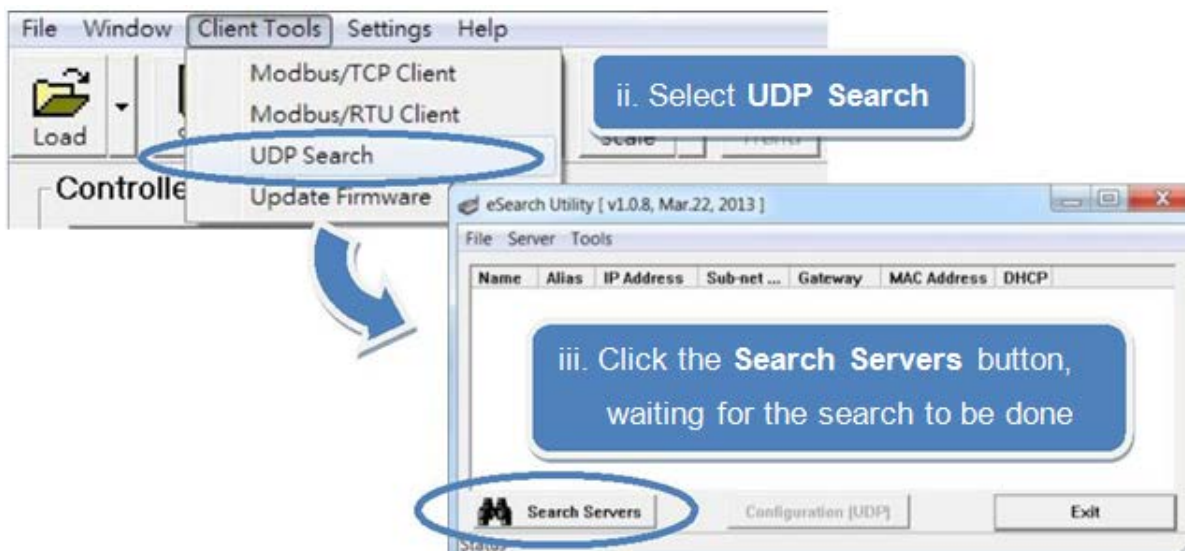 File Window Client Tools Settings Help
Modbus/TCP Client
Modbus/RTU Client
UDP Search
Update Firmware
Load
Scale
Controlle
ii. Select UDP Search
eSearch Utility [ v1.0.8, Mar.22, 2013 ]
File Server Tools
Name Alias IP Address Sub-net ... Gateway MAC Address DHCP
iii. Click the Search Servers button,
waiting for the search to be done
Search Servers Configuration (UDP) Exit
Status